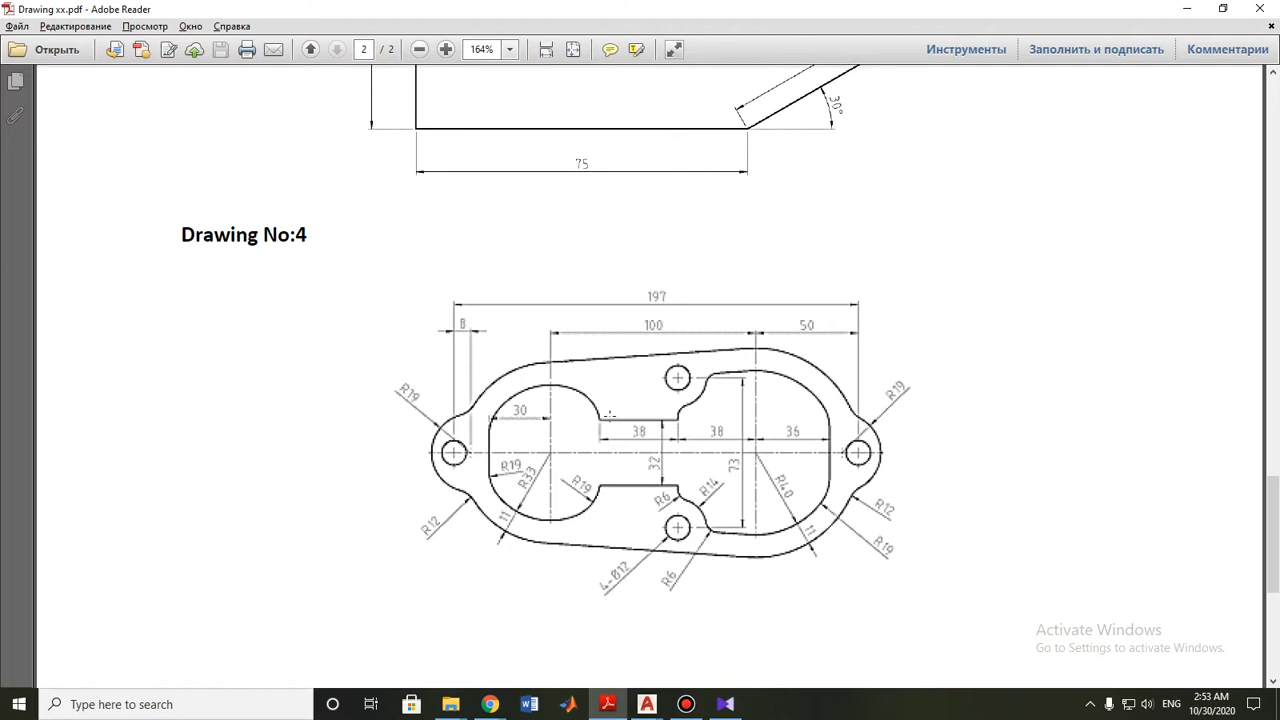 Drawing xx.pdf - Adobe Reader
Файл Редактирование Просмотр Окно Справка
Открыть 2 / 2 164% Инструменты Заполнить и подписать Комментарии
30°
75
Drawing No:4
197
8 100 50
R19 R19
30
38 38 36
32 73
R19 R33 R19 R6 R14 R40
11 11
R12 R12
R19
4-Ø12 R6
Activate Windows
Go to Settings to activate Windows.
Type here to search
ENG
2:53 AM
10/30/2020